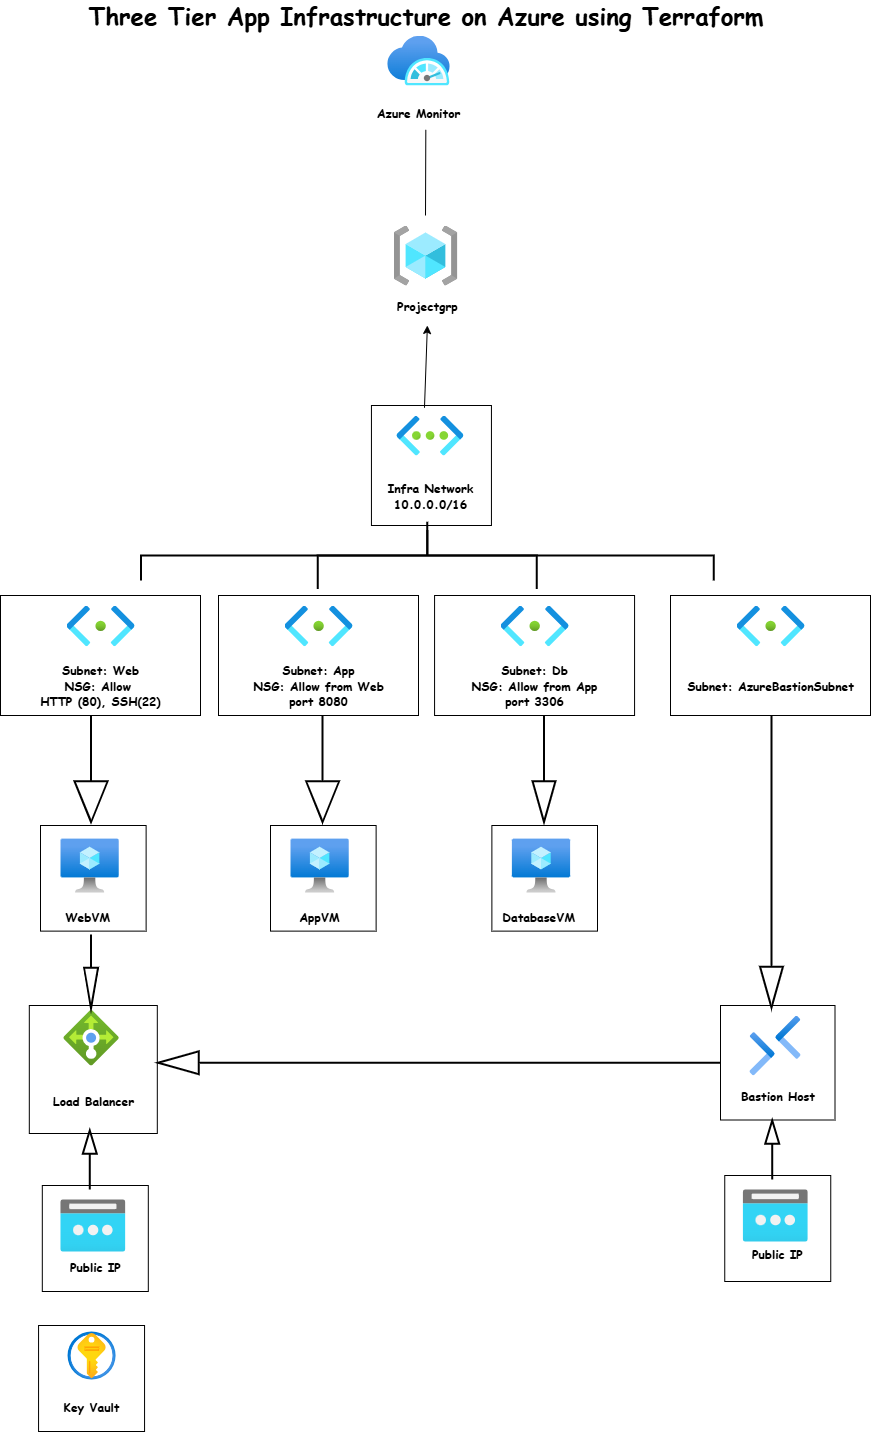 Three Tier App Infrastructure on Azure using Terraform
Azure Monitor
Projectgrp
Infra Network
10.0.0.0/16
Subnet: Web
NSG: Allow
HTTP (80), SSH(22)
Subnet: App
NSG: Allow from Web
port 8080
Subnet: Db
NSG: Allow from App
port 3306
Subnet: AzureBastionSubnet
WebVM
AppVM
DatabaseVM
Load Balancer
Bastion Host
Public IP
Public IP
Key Vault